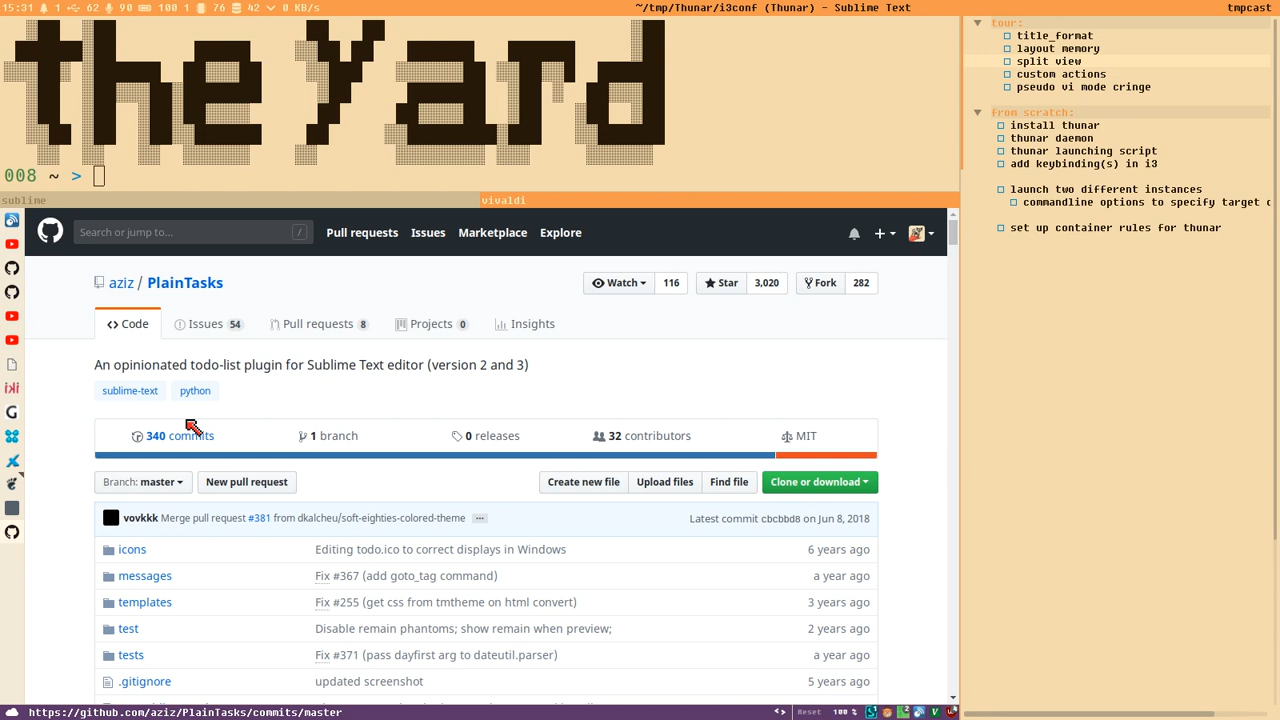 15:31 1 62 90 100 1 76 42 0 KB/s
~/tmp/Thunar/i3conf (Thunar) - Sublime Text
tmpcast
the yard
008 ~ >
sublime
vivaldi
Search or jump to... /
Pull requests Issues Marketplace Explore
aziz / PlainTasks
Watch 116 Star 3,020 Fork 282
Code Issues 54 Pull requests 8 Projects 0 Insights
An opinionated todo-list plugin for Sublime Text editor (version 2 and 3)
sublime-text python
340 commits 1 branch 0 releases 32 contributors MIT
Branch: master New pull request Create new file Upload files Find file Clone or download
vovkkk Merge pull request #381 from dkalcheu/soft-eighties-colored-theme ... Latest commit cbcbbd8 on Jun 8, 2018
icons Editing todo.ico to correct displays in Windows 6 years ago
messages Fix #367 (add goto_tag command) a year ago
templates Fix #255 (get css from tmtheme on html convert) 3 years ago
test Disable remain phantoms; show remain when preview; 2 years ago
tests Fix #371 (pass dayfirst arg to dateutil.parser) a year ago
.gitignore updated screenshot 5 years ago
https://github.com/aziz/PlainTasks/commits/master
Reset 100 %
tour:
title_format
layout memory
split view
custom actions
pseudo vi mode cringe
from scratch:
install thunar
thunar daemon
thunar launching script
add keybinding(s) in i3
launch two different instances
commandline options to specify target
set up container rules for thunar